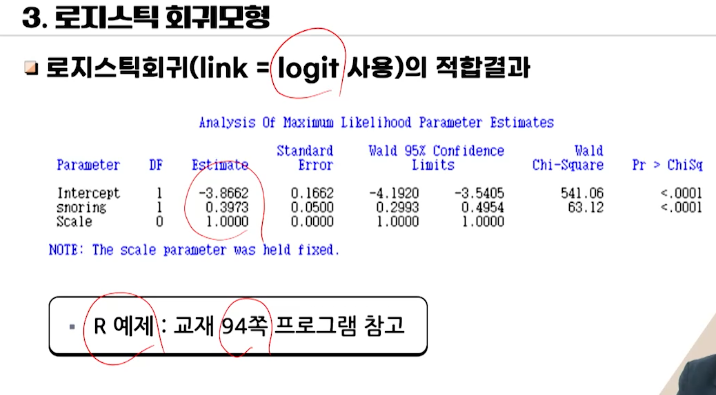 3. 로지스틱 회귀모형
로지스틱회귀(link = logit 사용)의 적합결과
Analysis Of Maximum Likelihood Parameter Estimates
Standard Wald 95% Confidence Wald
Parameter DF Estimate Error Limits Chi-Square Pr > ChiSq
Intercept 1 -3.8662 0.1662 -4.1920 -3.5405 541.06 <.0001
snoring 1 0.3973 0.0500 0.2993 0.4954 63.12 <.0001
Scale 0 1.0000 0.0000 1.0000 1.0000
NOTE: The scale parameter was held fixed.
▪ R 예제 : 교재 94쪽 프로그램 참고